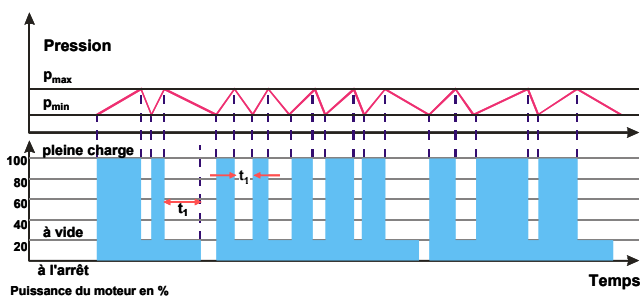 Pression
pmax
pmin
pleine charge
100
80
60
t1
t1
40
à vide
20
à l'arrêt
Temps
Puissance du moteur en %